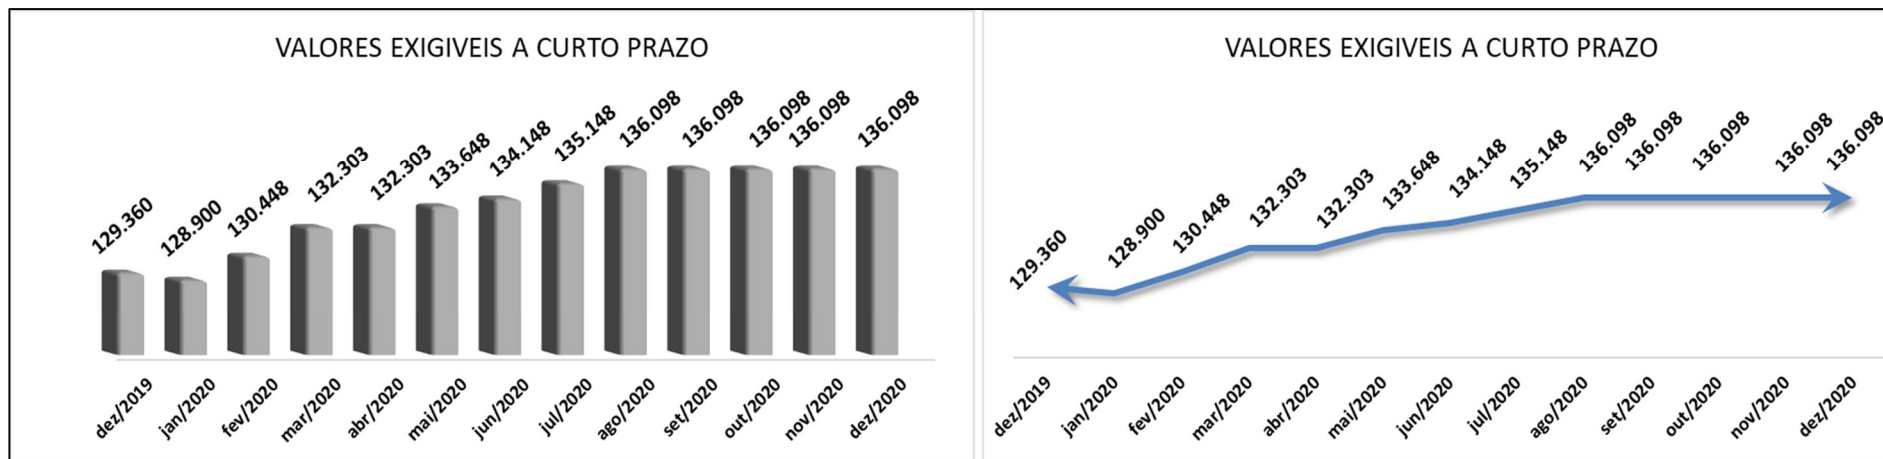 VALORES EXIGIVEIS A CURTO PRAZO
129.360
128.900
130.448
132.303
132.303
133.648
134.148
135.148
136.098
136.098
136.098
136.098
136.098
dez/2019
jan/2020
fev/2020
mar/2020
abr/2020
mai/2020
jun/2020
jul/2020
ago/2020
set/2020
out/2020
nov/2020
dez/2020
VALORES EXIGIVEIS A CURTO PRAZO
129.360
128.900
130.448
132.303
132.303
133.648
134.148
135.148
136.098
136.098
136.098
136.098
136.098
dez/2019
jan/2020
fev/2020
mar/2020
abr/2020
mai/2020
jun/2020
jul/2020
ago/2020
set/2020
out/2020
nov/2020
dez/2020